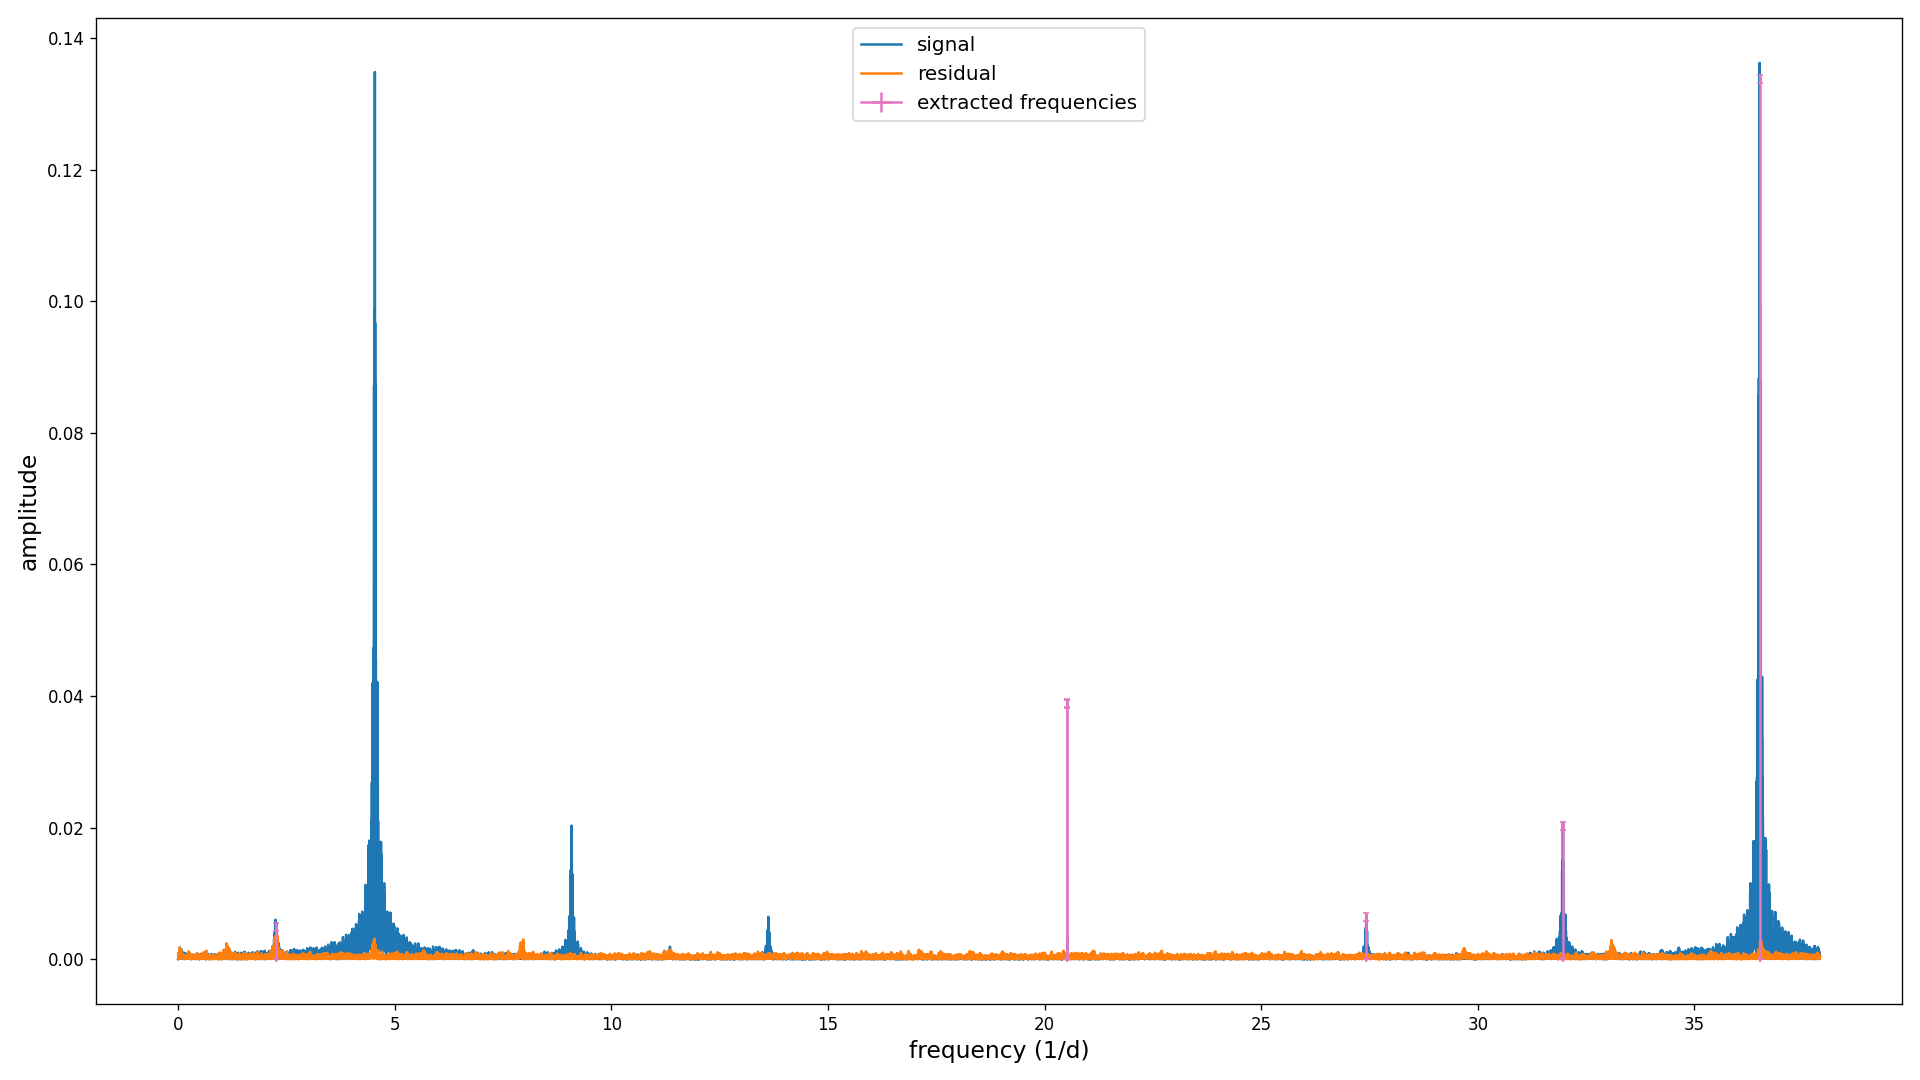 signal
residual
extracted frequencies
0.14
0.12
0.10
0.08
0.06
0.04
0.02
0.00
amplitude
0 5 10 15 20 25 30 35
frequency (1/d)